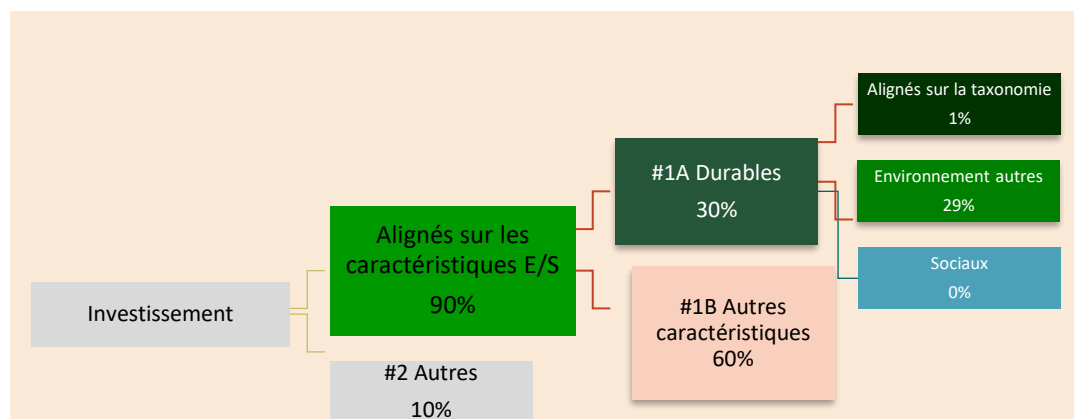 Investissement
Alignés sur les
caractéristiques E/S
90%
#2 Autres
10%
#1A Durables
30%
#1B Autres
caractéristiques
60%
Alignés sur la taxonomie
1%
Environnement autres
29%
Sociaux
0%